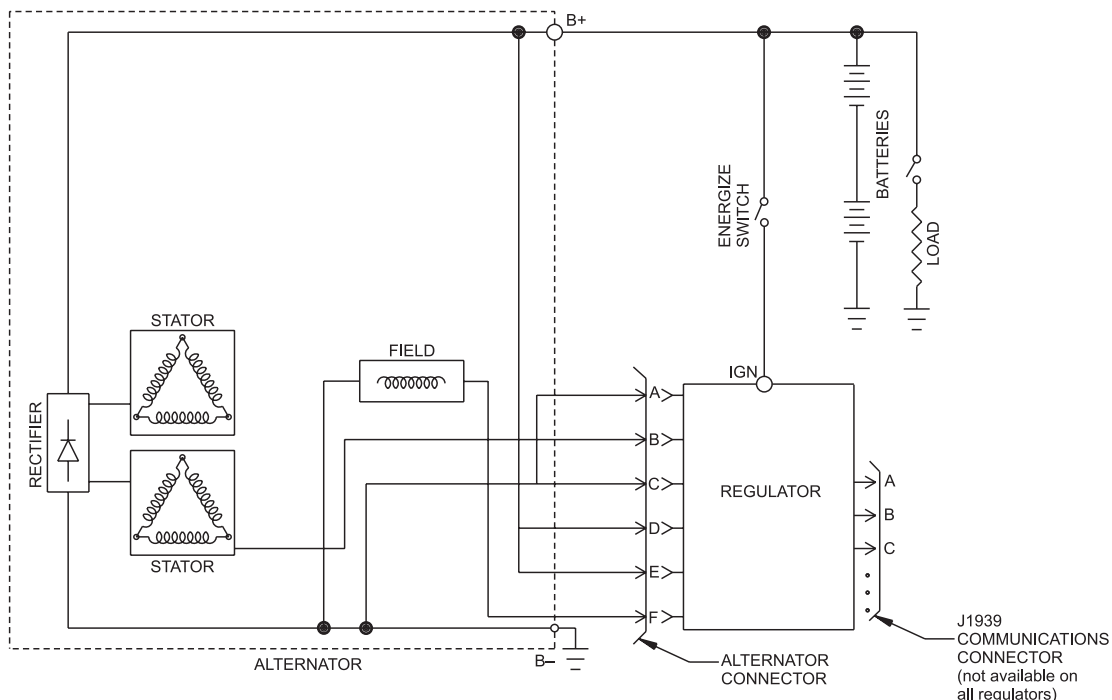 B+
ENERGIZE
SWITCH
BATTERIES
LOAD
STATOR
FIELD
IGN
RECTIFIER
A
B
C
D
E
F
REGULATOR
A
B
C
STATOR
ALTERNATOR
B–
ALTERNATOR
CONNECTOR
J1939
COMMUNICATIONS
CONNECTOR
(not available on
all regulators)